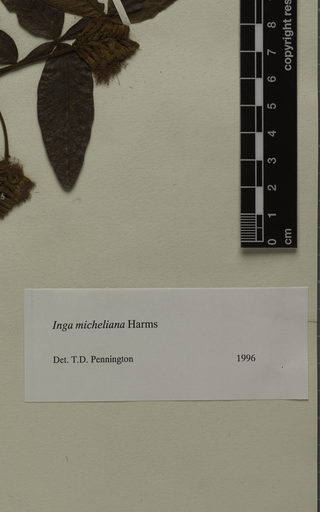 copyright res
8
7
6
5
4
3
2
1
0
cm
Inga micheliana Harms
Det. T.D. Pennington 1996